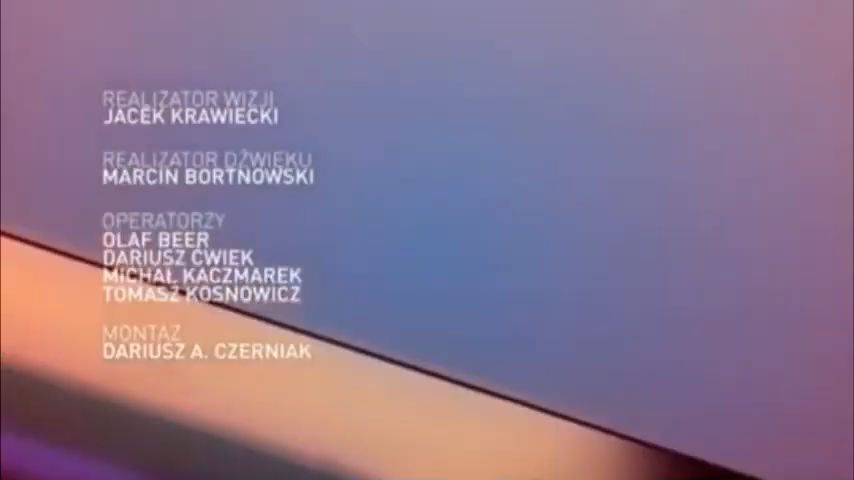 REALIZATOR WIZJI
JACEK KRAWIECKI
REALIZATOR DŹWIĘKU
MARCIN BORTNOWSKI
OPERATORZY
OLAF BEER
DARIUSZ ĆWIEK
MICHAŁ KACZMAREK
TOMASZ KOSNOWICZ
MONTAŻ
DARIUSZ A. CZERNIAK